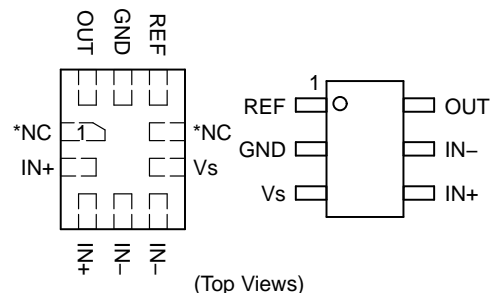 OUT GND REF
*NC 1 *NC
IN+ Vs
IN+ IN– IN–
1
REF OUT
GND IN–
Vs IN+
(Top Views)